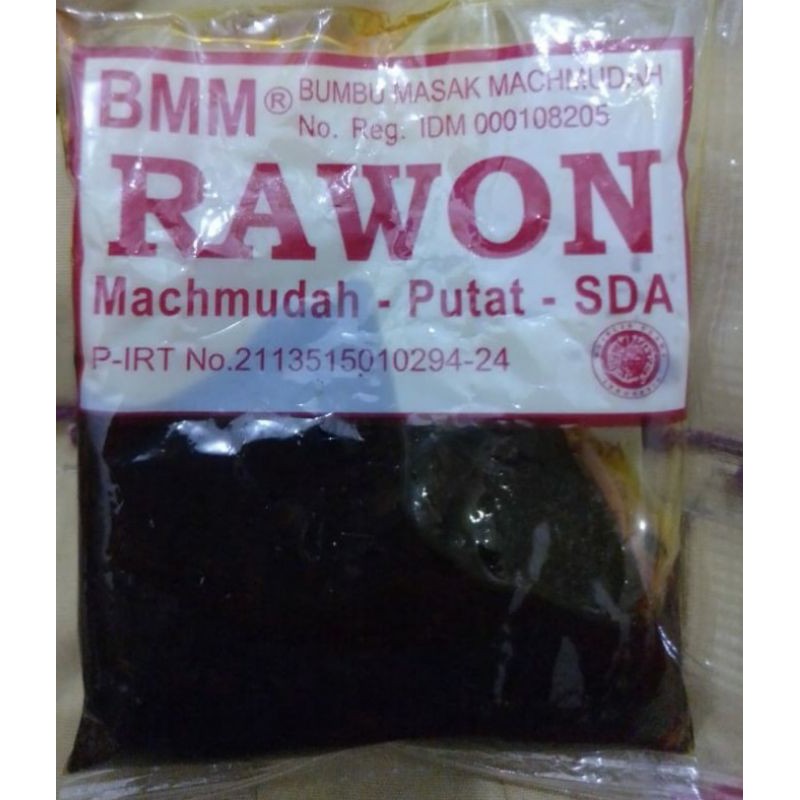 BMM® BUMBU MASAK MACHMUDAH
No. Reg: IDM 000108205
RAWON
Machmudah - Putat - SDA
P-IRT No.2113515010294-24